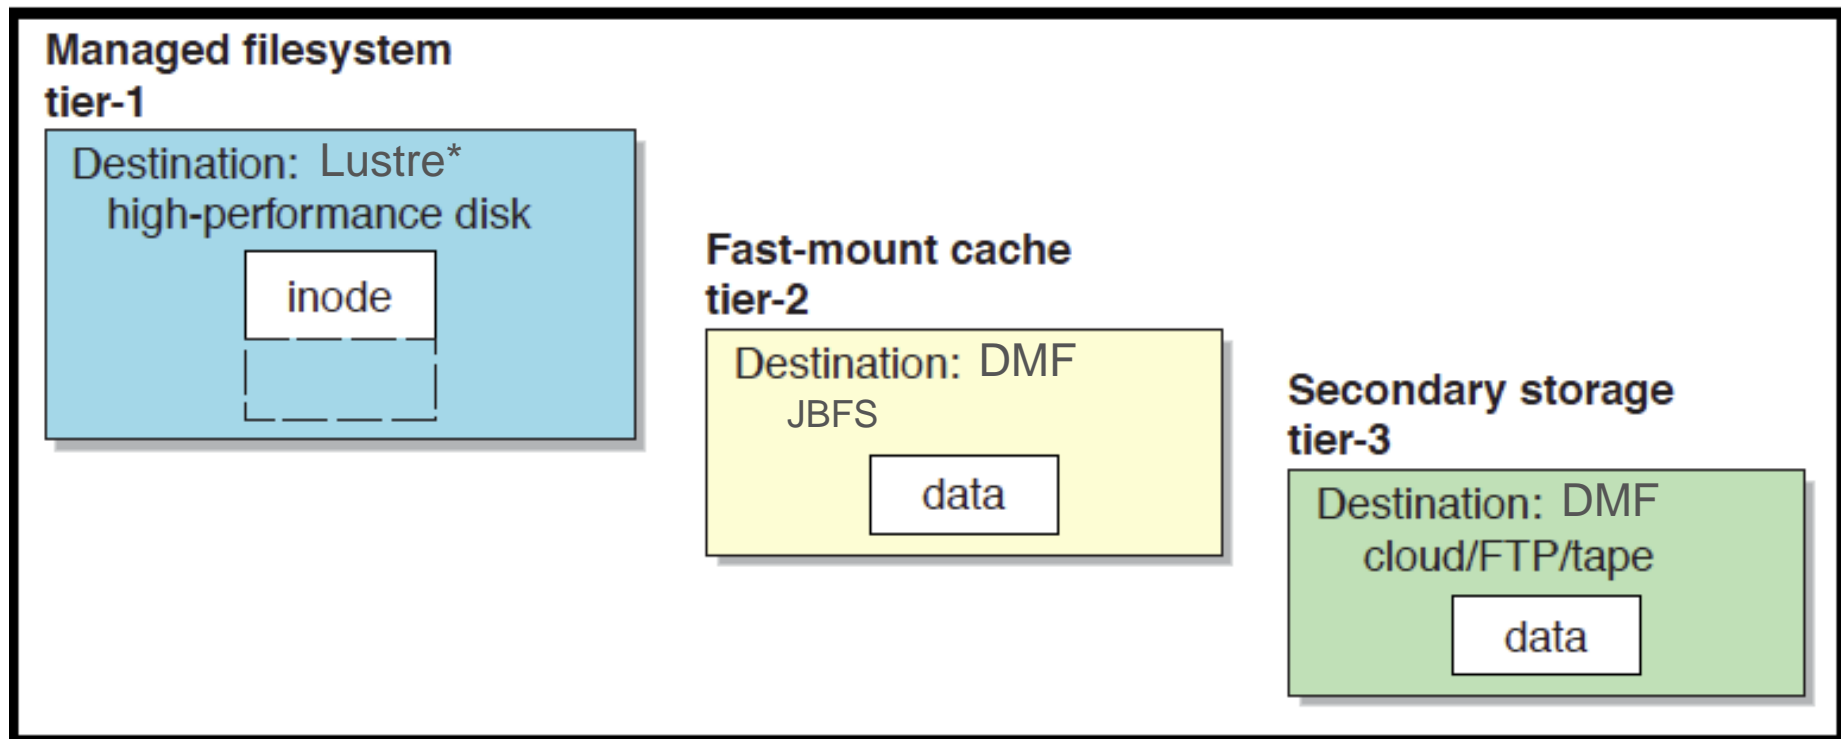 Managed filesystem
tier-1
Destination: Lustre*
high-performance disk
inode
Fast-mount cache
tier-2
Destination: DMF
JBFS
data
Secondary storage
tier-3
Destination: DMF
cloud/FTP/tape
data